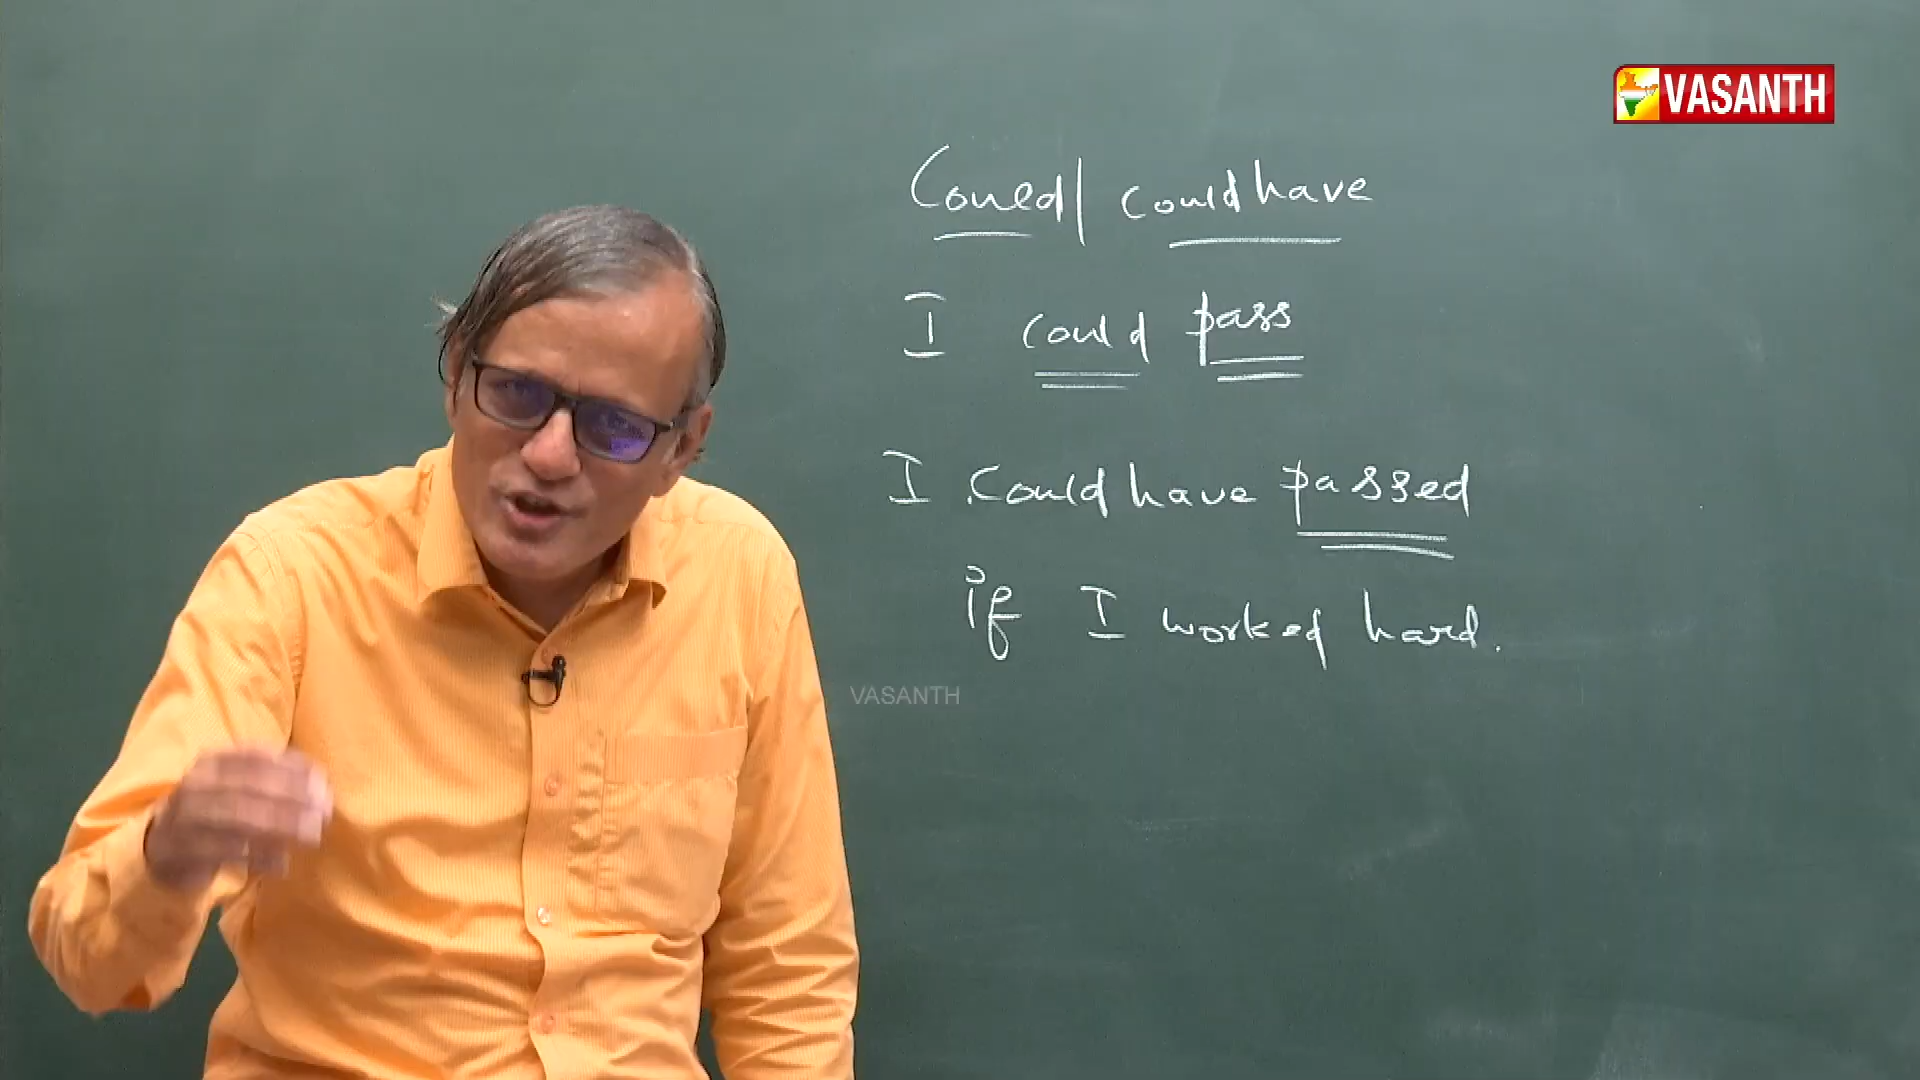 VASANTH
Could / could have
I could pass
I could have passed
if I worked hard.
VASANTH